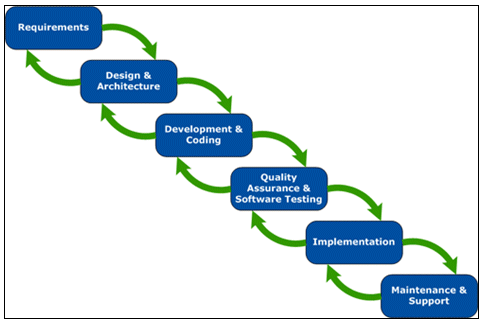 Requirements
Design &
Architecture
Development &
Coding
Quality
Assurance &
Software Testing
Implementation
Maintenance &
Support